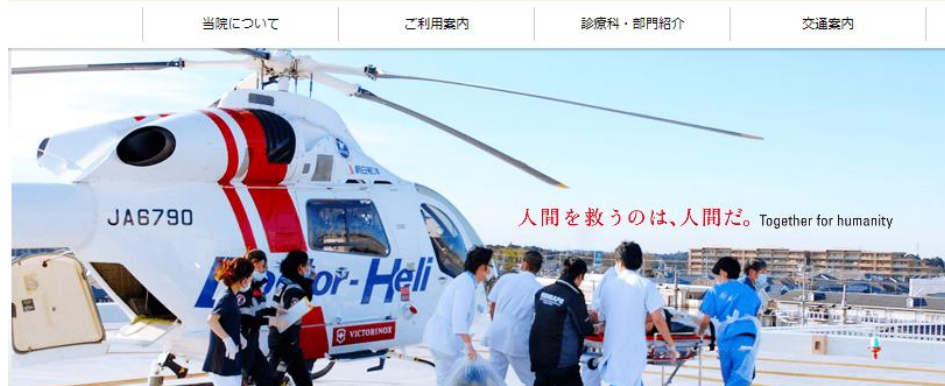 当院について
ご利用案内
診療科・部門紹介
交通案内
JA6790
人間を救うのは、人間だ。 Together for humanity
tor-Heli
VICTORINOX